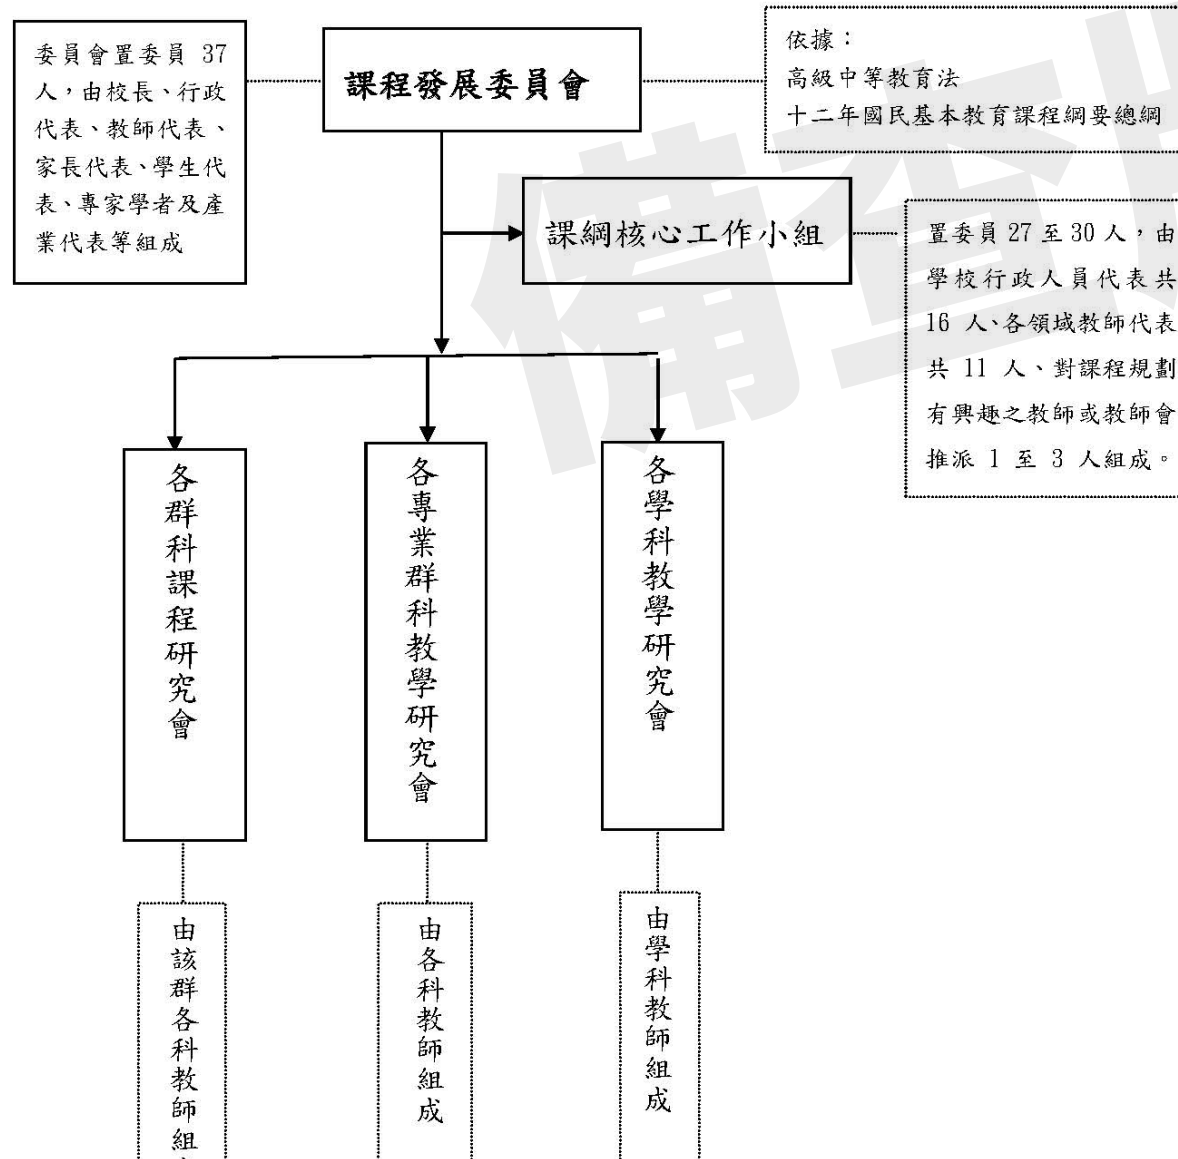 委員會置委員 37
人，由校長、行政
代表、教師代表、
家長代表、學生代
表、專家學者及產
業代表等組成
課程發展委員會
依據：
高級中等教育法
十二年國民基本教育課程綱要總綱
備查
課綱核心工作小組
置委員 27 至 30 人，由
學校行政人員代表共
16 人、各領域教師代表
共 11 人、對課程規劃
有興趣之教師或教師會
推派 1 至 3 人組成。
各群科課程研究會
各專業群科教學研究會
各學科教學研究會
由該群各科教師組
由各科教師組成
由學科教師組成